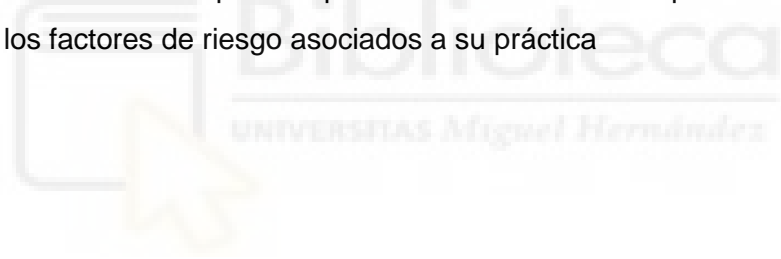 los factores de riesgo asociados a su práctica
Biblioteca
UNIVERSITAS Miguel Hernández